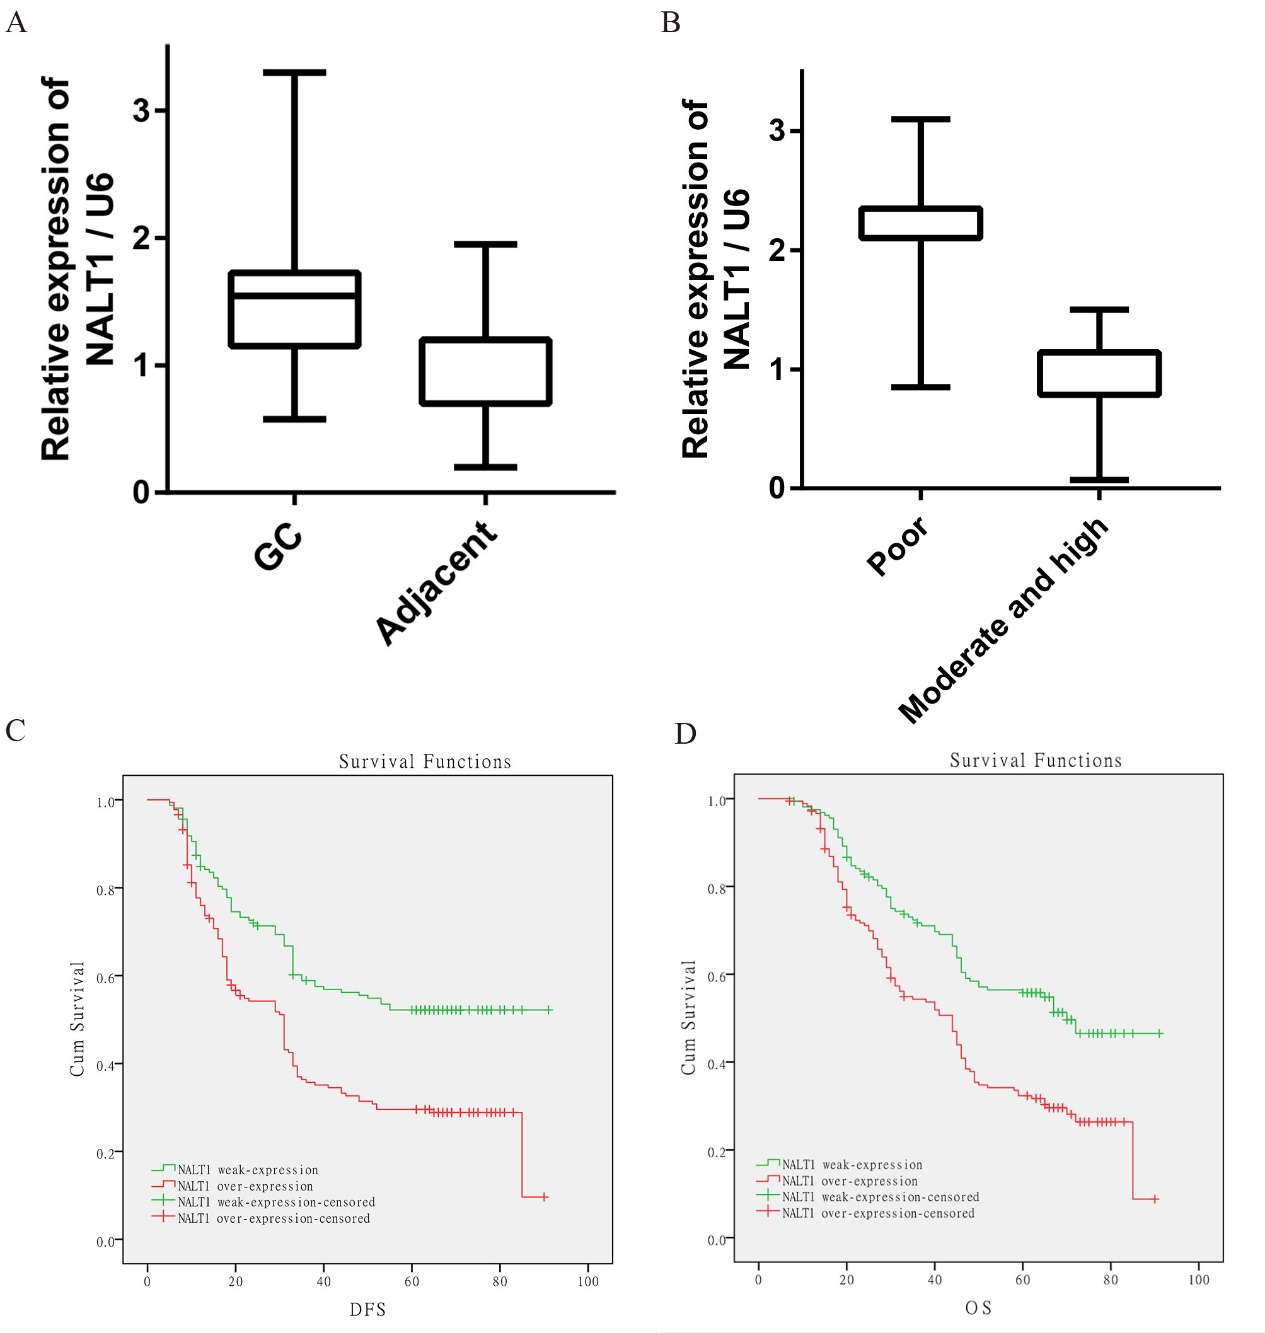 A
Relative expression of
NALT1 / U6
3
2
1
0
GC
Adjacent
B
Relative expression of
NALT1 / U6
3
2
1
0
Poor
Moderate and high
C
Survival Functions
Cum Survival
1.0
0.8
0.6
0.4
0.2
0.0
NALT1 weak-expression
NALT1 over-expression
NALT1 weak-expression-censored
NALT1 over-expression-censored
0
20
40
60
80
100
DFS
D
Survival Functions
Cum Survival
1.0
0.8
0.6
0.4
0.2
0.0
NALT1 weak-expression
NALT1 over-expression
NALT1 weak-expression-censored
NALT1 over-expression-censored
0
20
40
60
80
100
OS